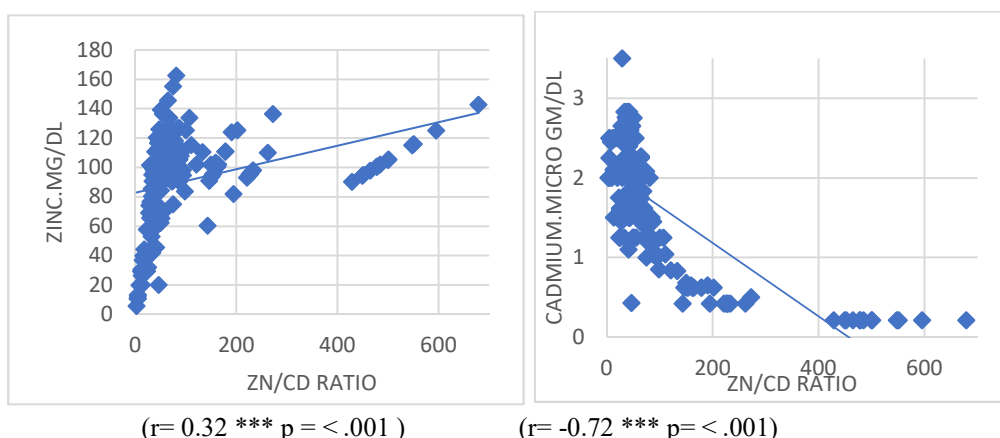 ZINC.MG/DL
180
160
140
120
100
80
60
40
20
0
0 200 400 600
ZN/CD RATIO
CADMIUM.MICRO GM/DL
3
2
1
0
0 200 400 600
ZN/CD RATIO
(r= 0.32 *** p = < .001 )
(r= -0.72 *** p= < .001)